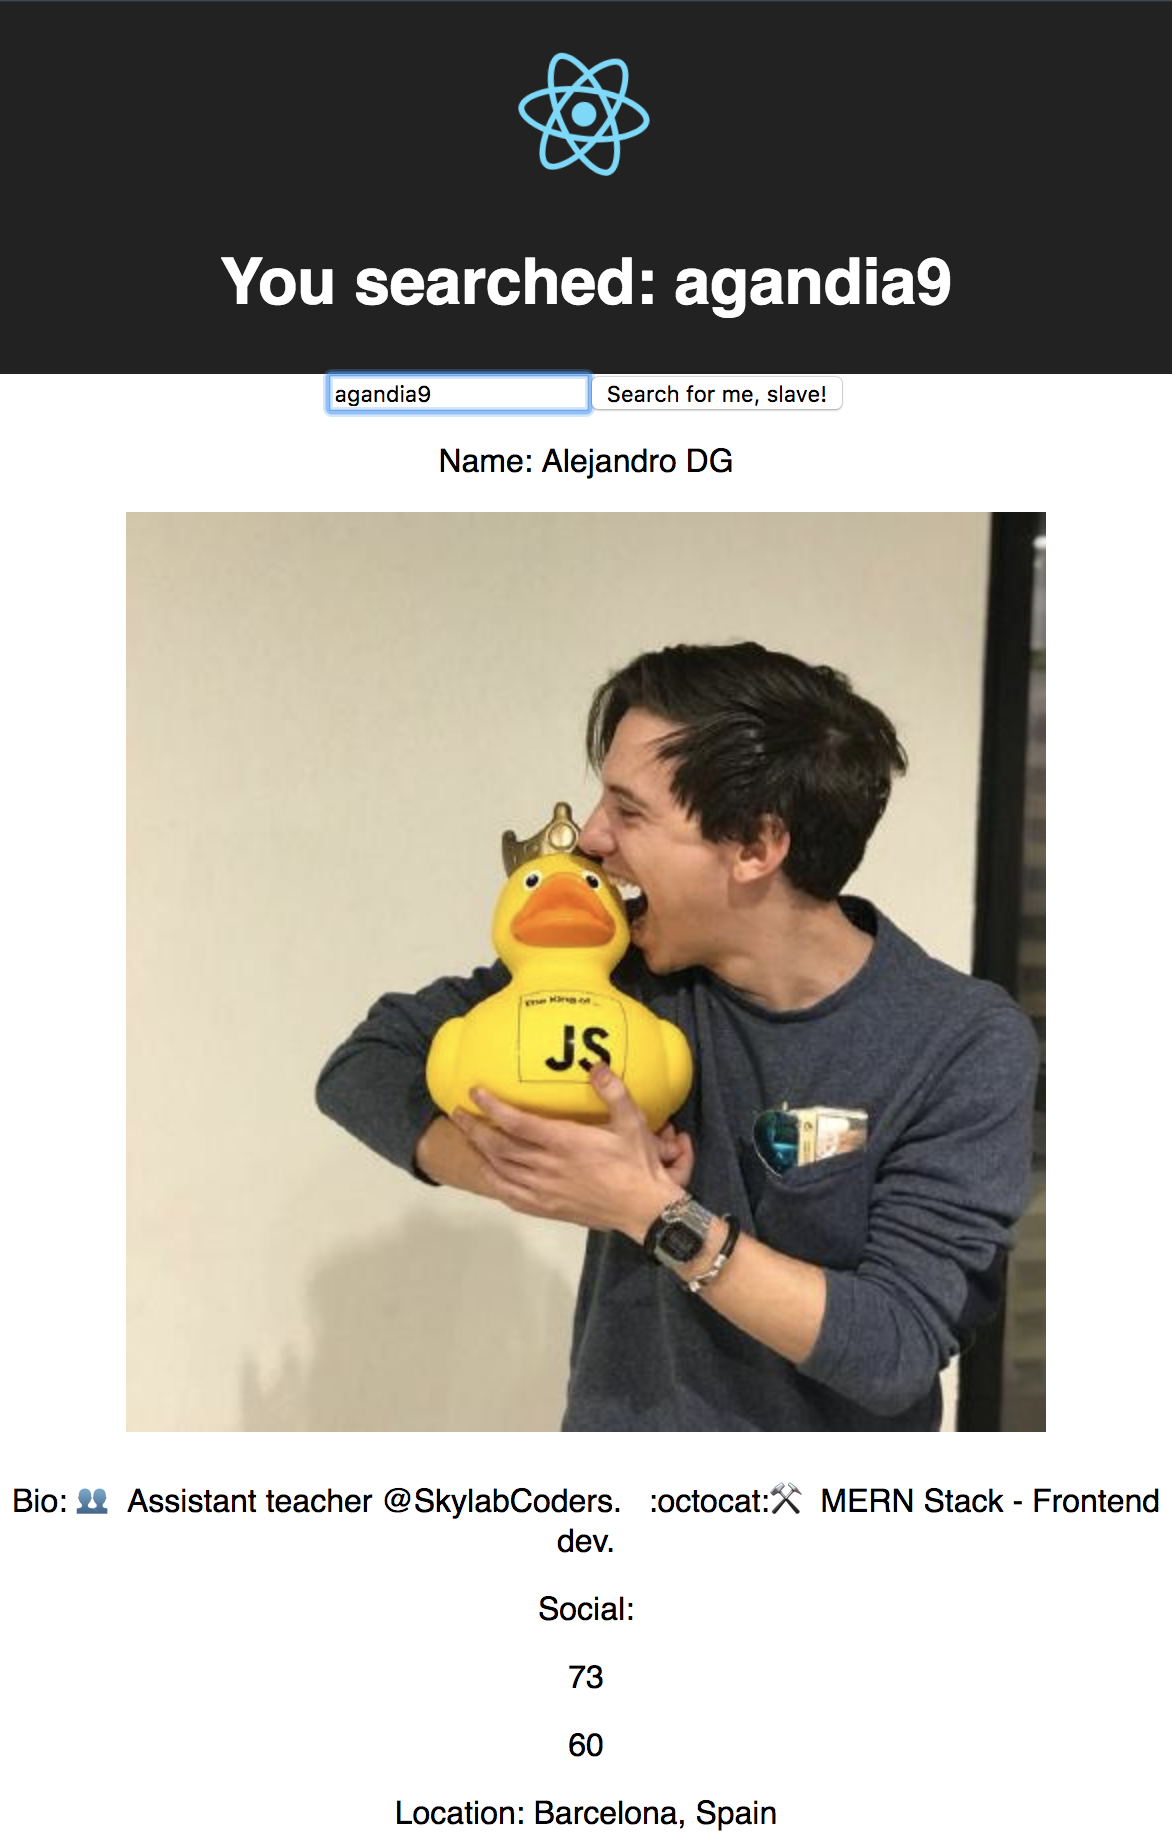 You searched: agandia9
agandia9
Search for me, slave!
Name: Alejandro DG
The King of ...
JS
Bio: 👥 Assistant teacher @SkylabCoders. :octocat:⚒ MERN Stack - Frontend
dev.
Social:
73
60
Location: Barcelona, Spain